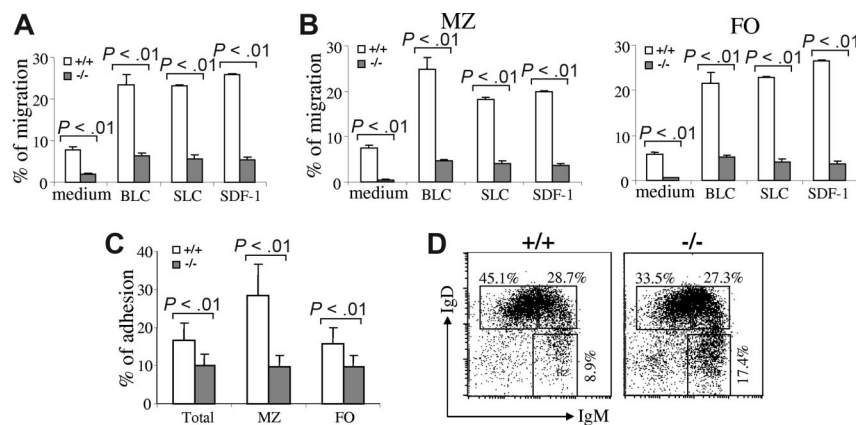 A
+/+
-/-
P < .01
P < .01
P < .01
P < .01
% of migration
30
20
10
0
medium BLC SLC SDF-1
B
MZ
+/+
-/-
P < .01
P < .01
P < .01
P < .01
% of migration
30
20
10
0
medium BLC SLC SDF-1
FO
+/+
-/-
P < .01
P < .01
P < .01
P < .01
30
20
10
0
medium BLC SLC SDF-1
C
+/+
-/-
P < .01
P < .01
P < .01
% of adhesion
40
30
20
10
0
Total MZ FO
D
+/+ -/-
45.1% 28.7%
8.9%
33.5% 27.3%
17.4%
IgD
IgM